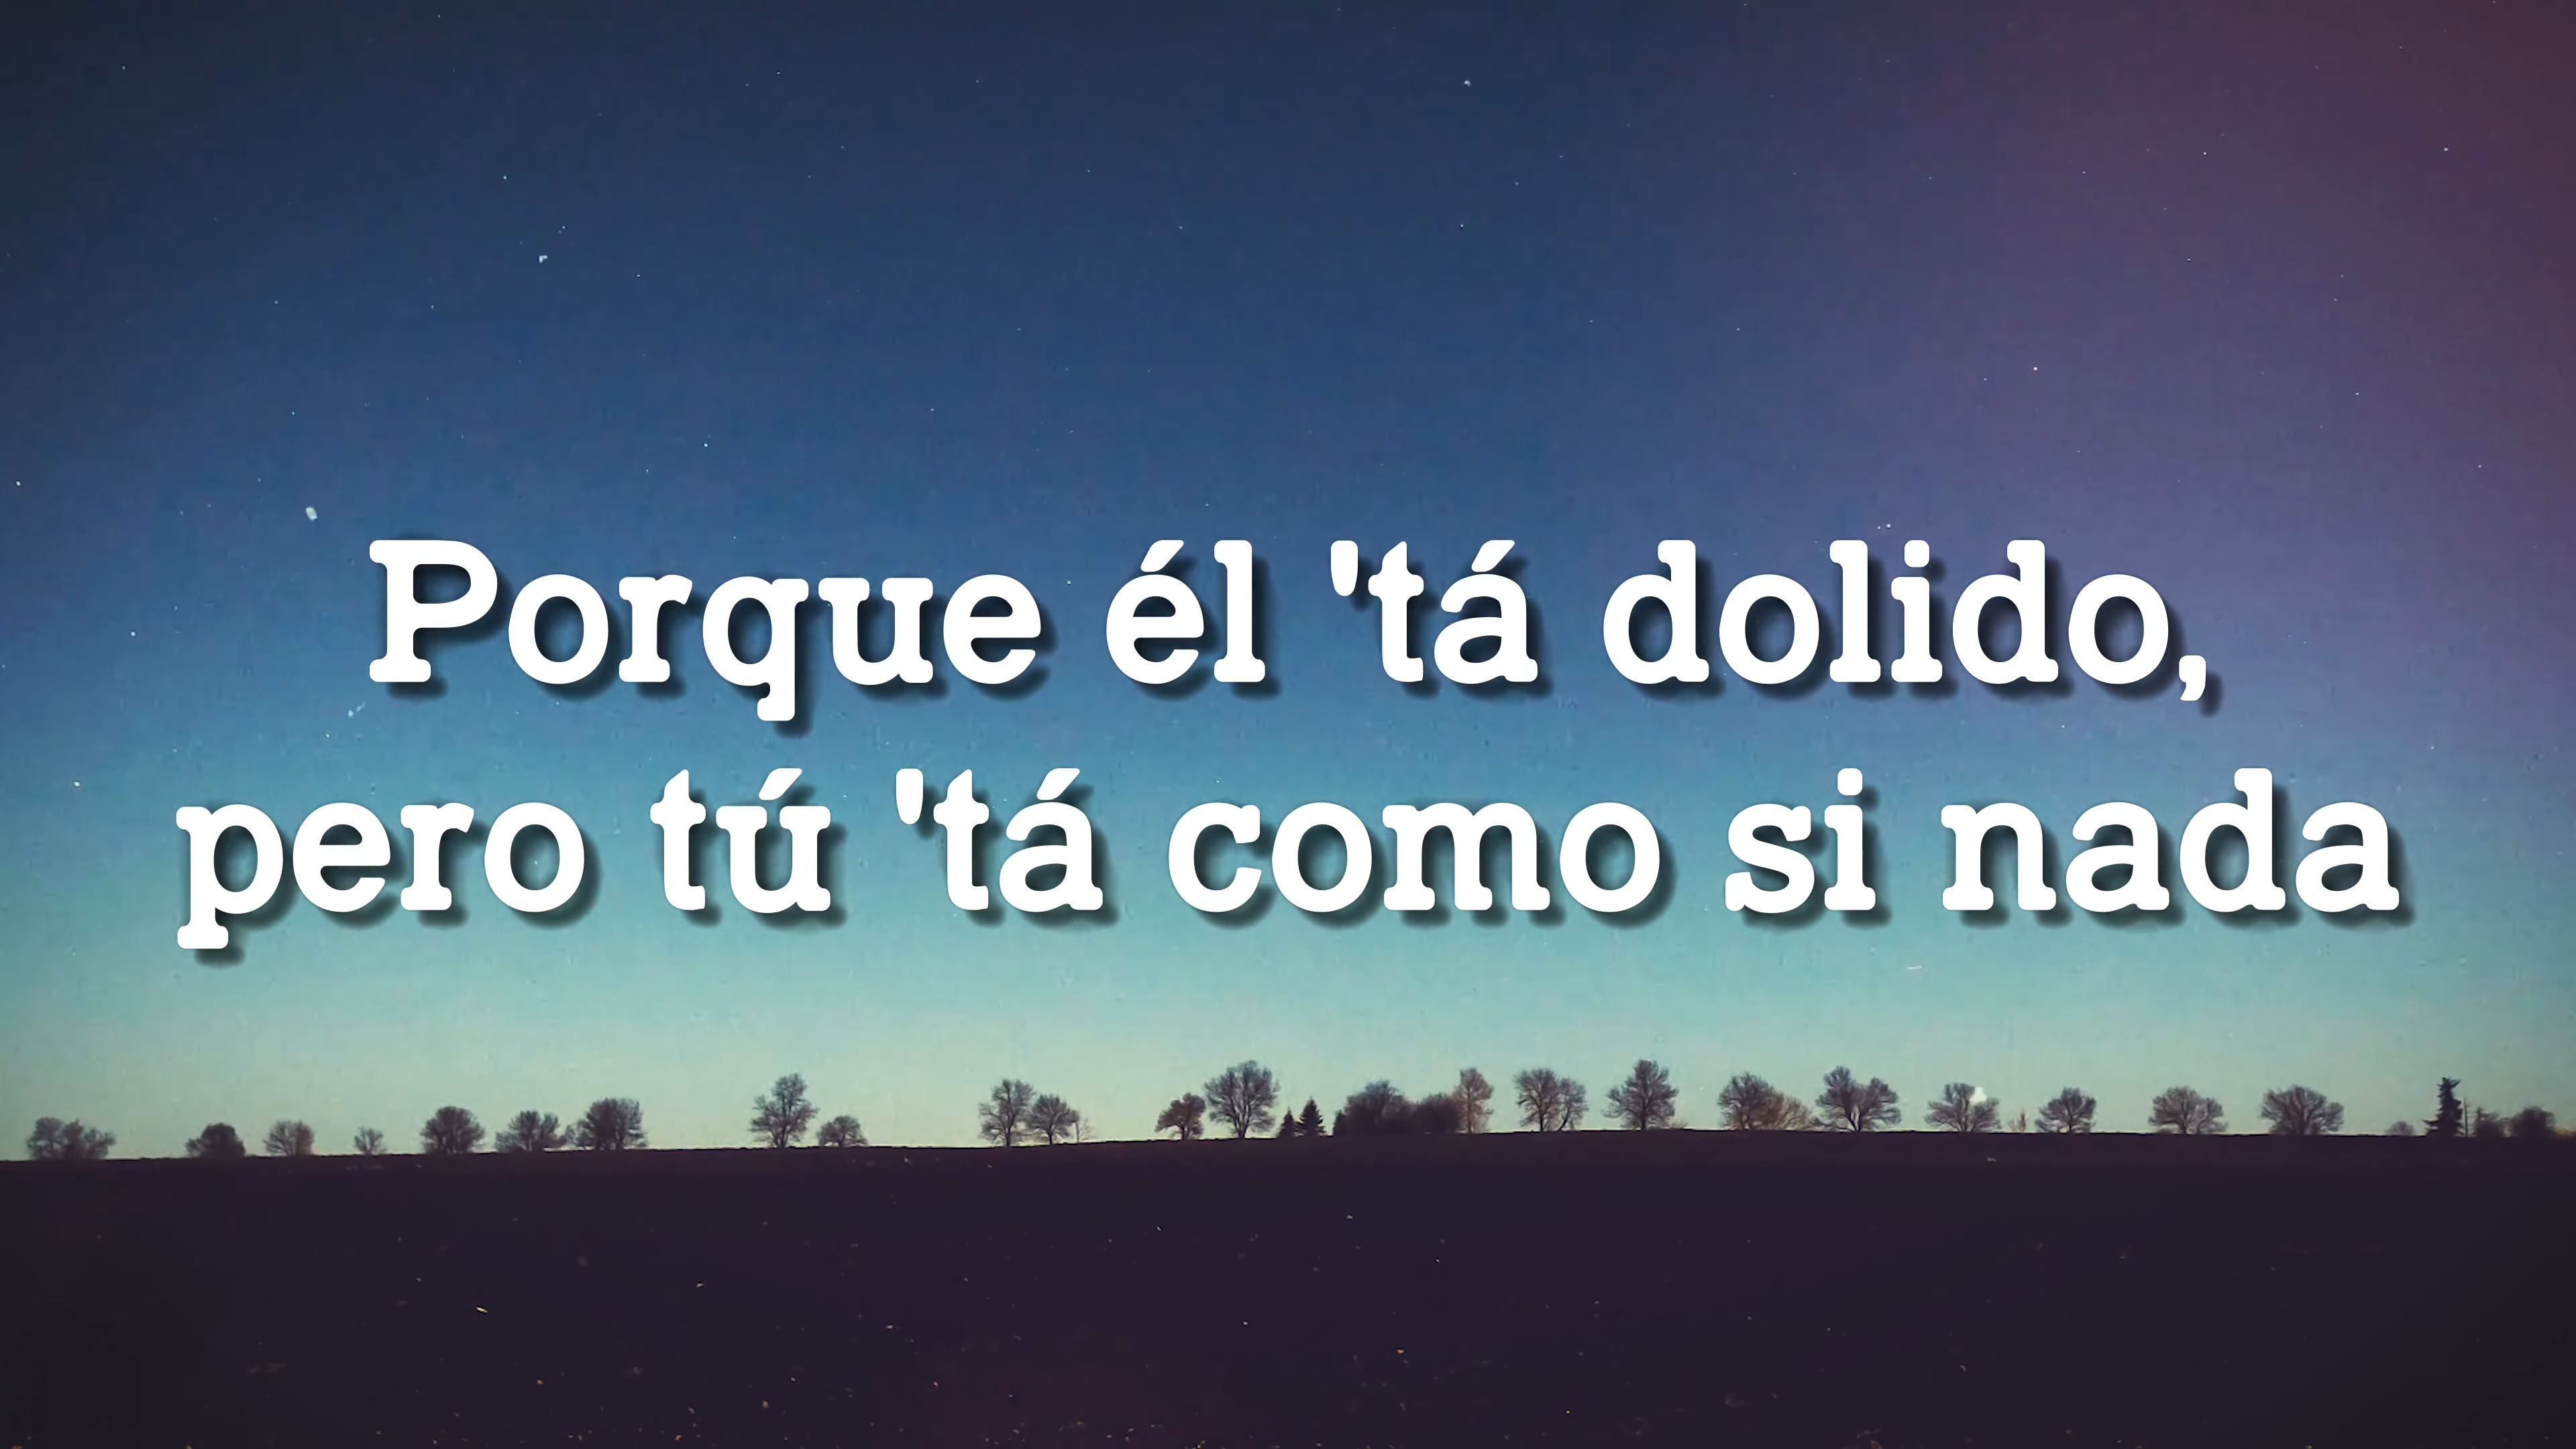 Porque él 'tá dolido,
pero tú 'tá como si nada